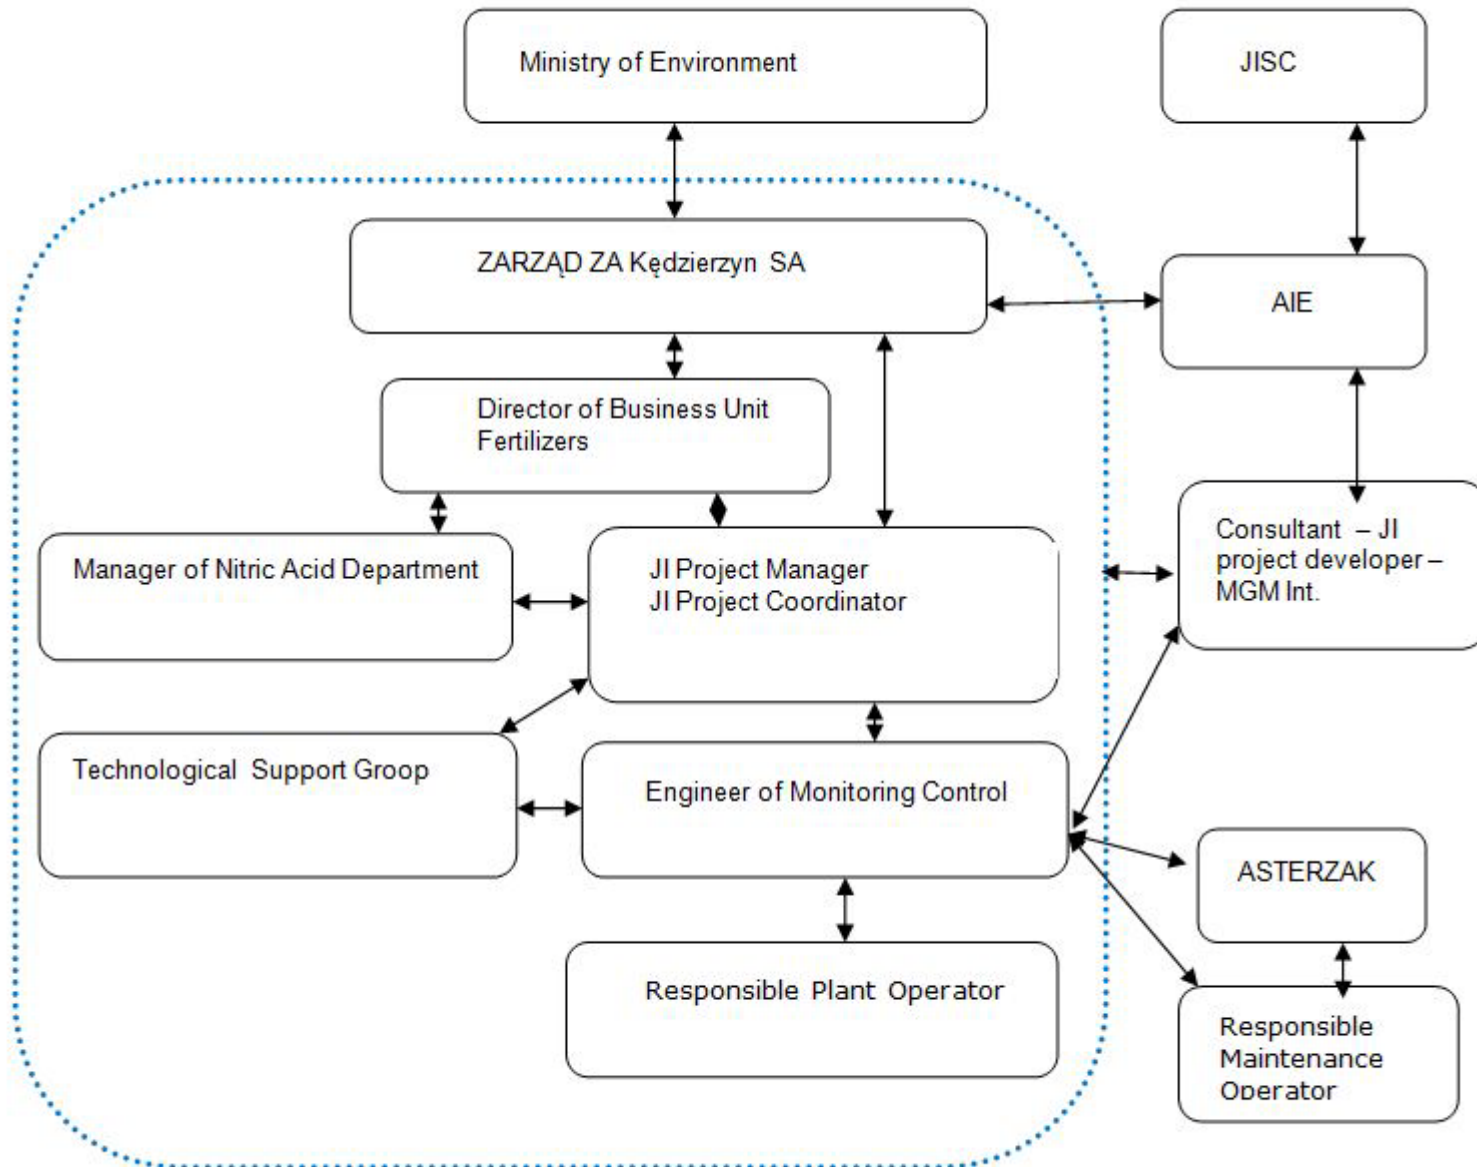 Ministry of Environment
JISC
ZARZĄD ZA Kędzierzyn SA
AIE
Director of Business Unit
Fertilizers
Consultant – JI
project developer –
MGM Int.
Manager of Nitric Acid Department
JI Project Manager
JI Project Coordinator
Technological Support Groop
Engineer of Monitoring Control
ASTERZAK
Responsible Plant Operator
Responsible
Maintenance
Operator